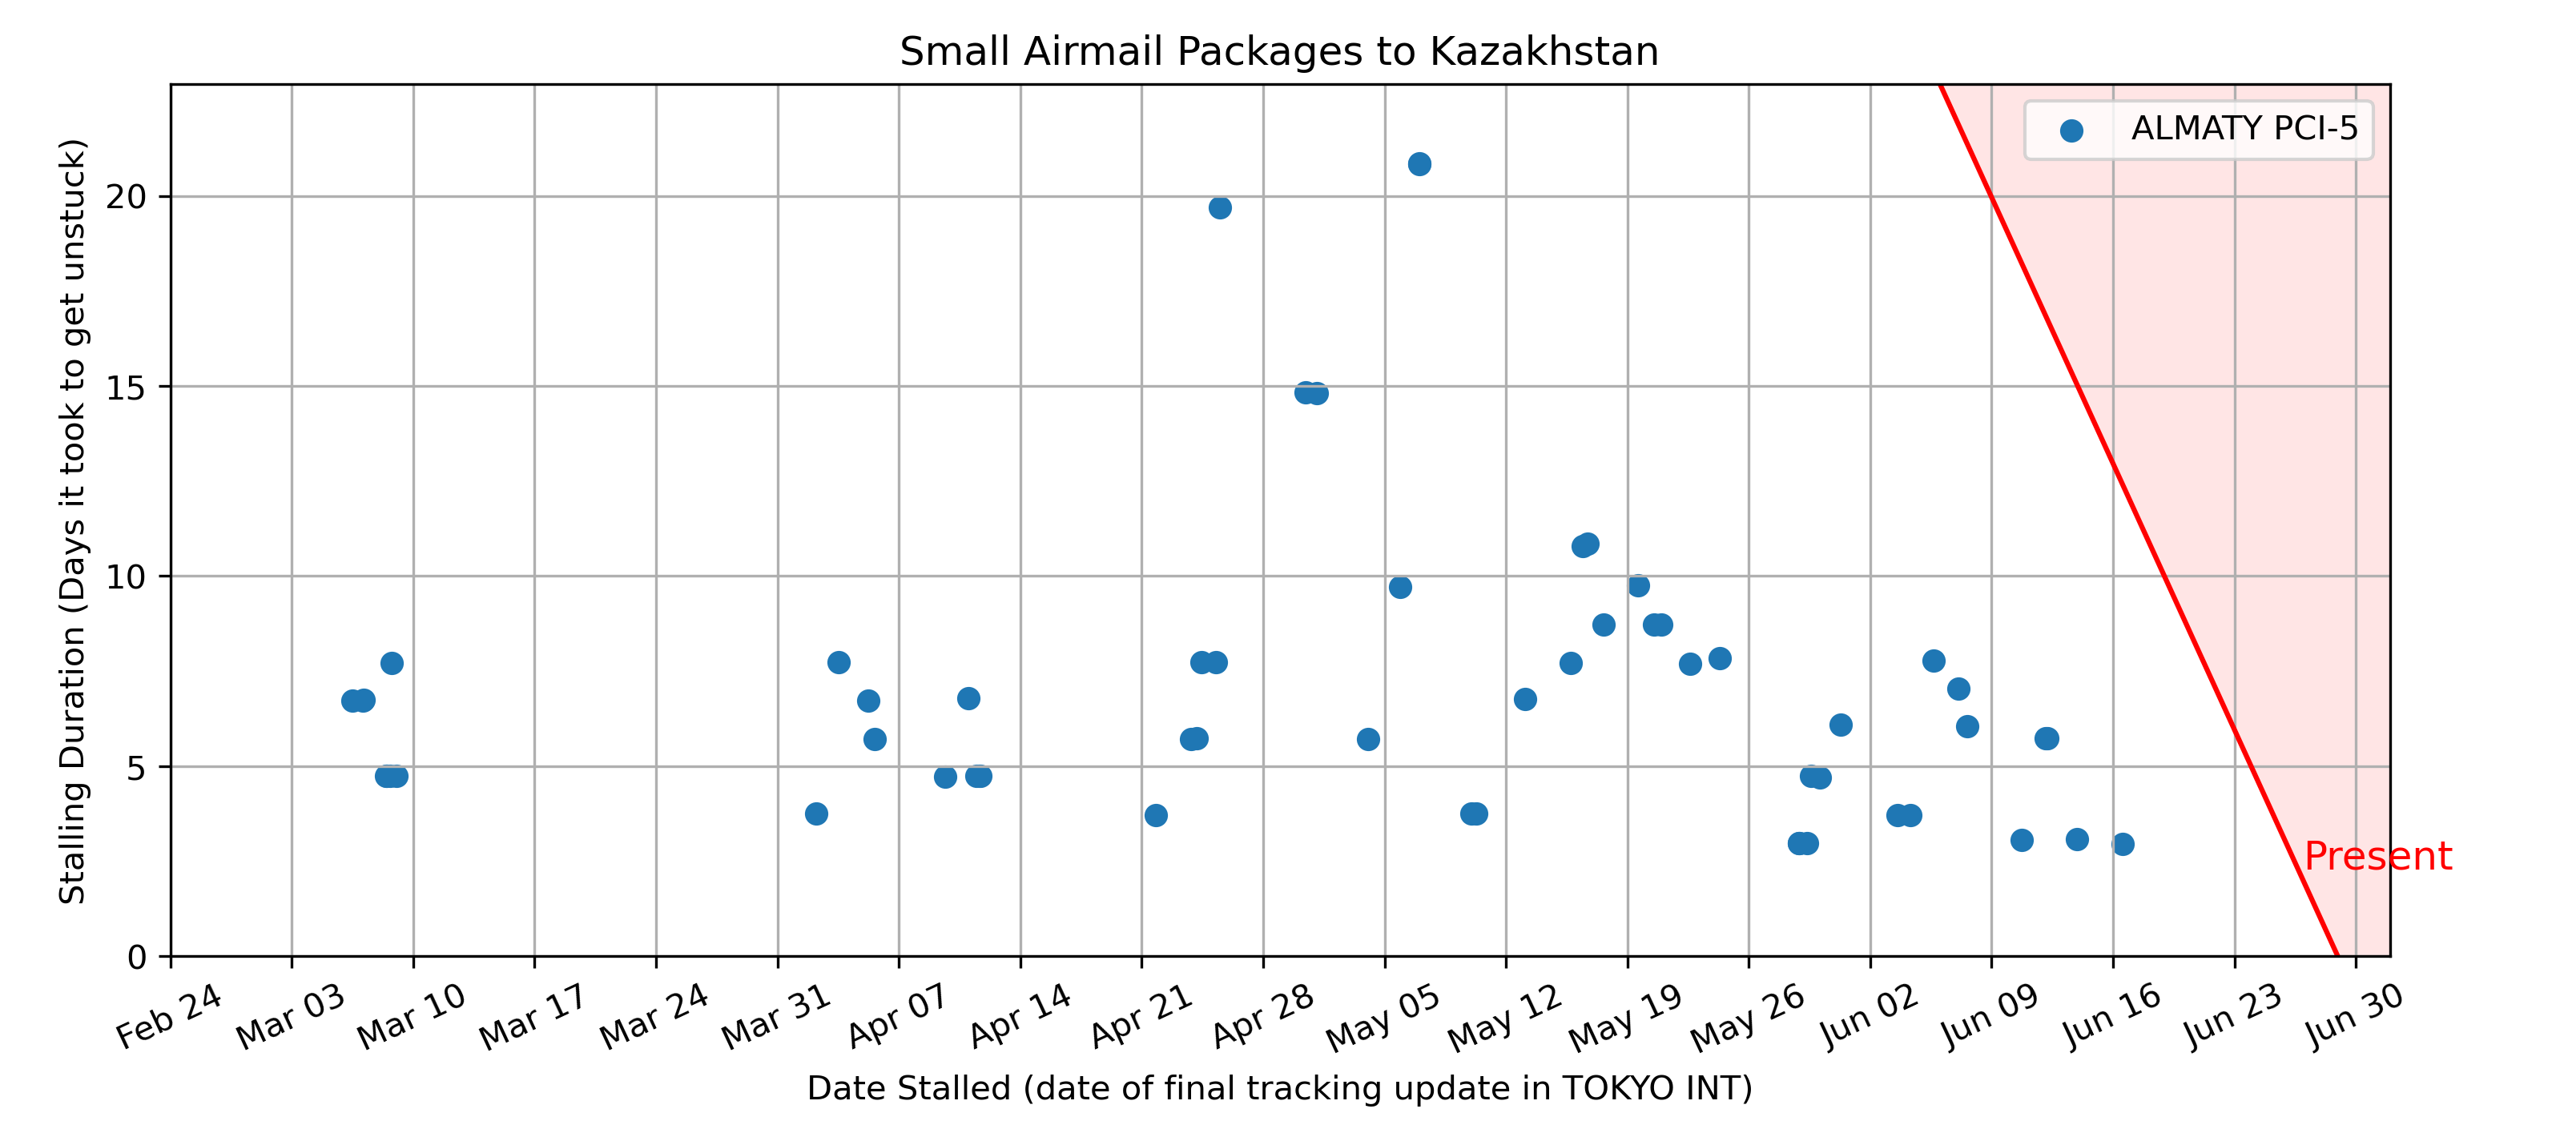 Small Airmail Packages to Kazakhstan
ALMATY PCI-5
Stalling Duration (Days it took to get unstuck)
20
15
10
5
0
Present
Feb 24 Mar 03 Mar 10 Mar 17 Mar 24 Mar 31 Apr 07 Apr 14 Apr 21 Apr 28 May 05 May 12 May 19 May 26 Jun 02 Jun 09 Jun 16 Jun 23 Jun 30
Date Stalled (date of final tracking update in TOKYO INT)